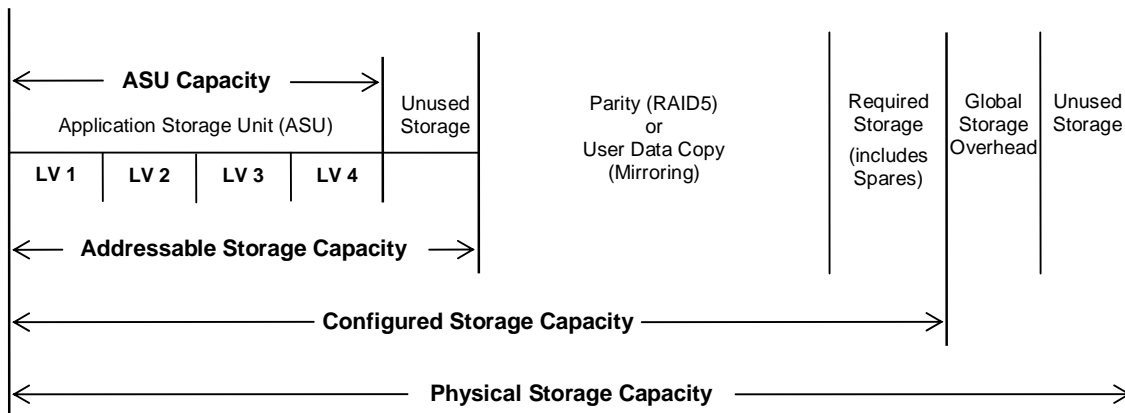 ASU Capacity
Application Storage Unit (ASU)
LV 1
LV 2
LV 3
LV 4
Unused
Storage
Parity (RAID5)
or
User Data Copy
(Mirroring)
Required
Storage
(includes
Spares)
Global
Storage
Overhead
Unused
Storage
Addressable Storage Capacity
Configured Storage Capacity
Physical Storage Capacity